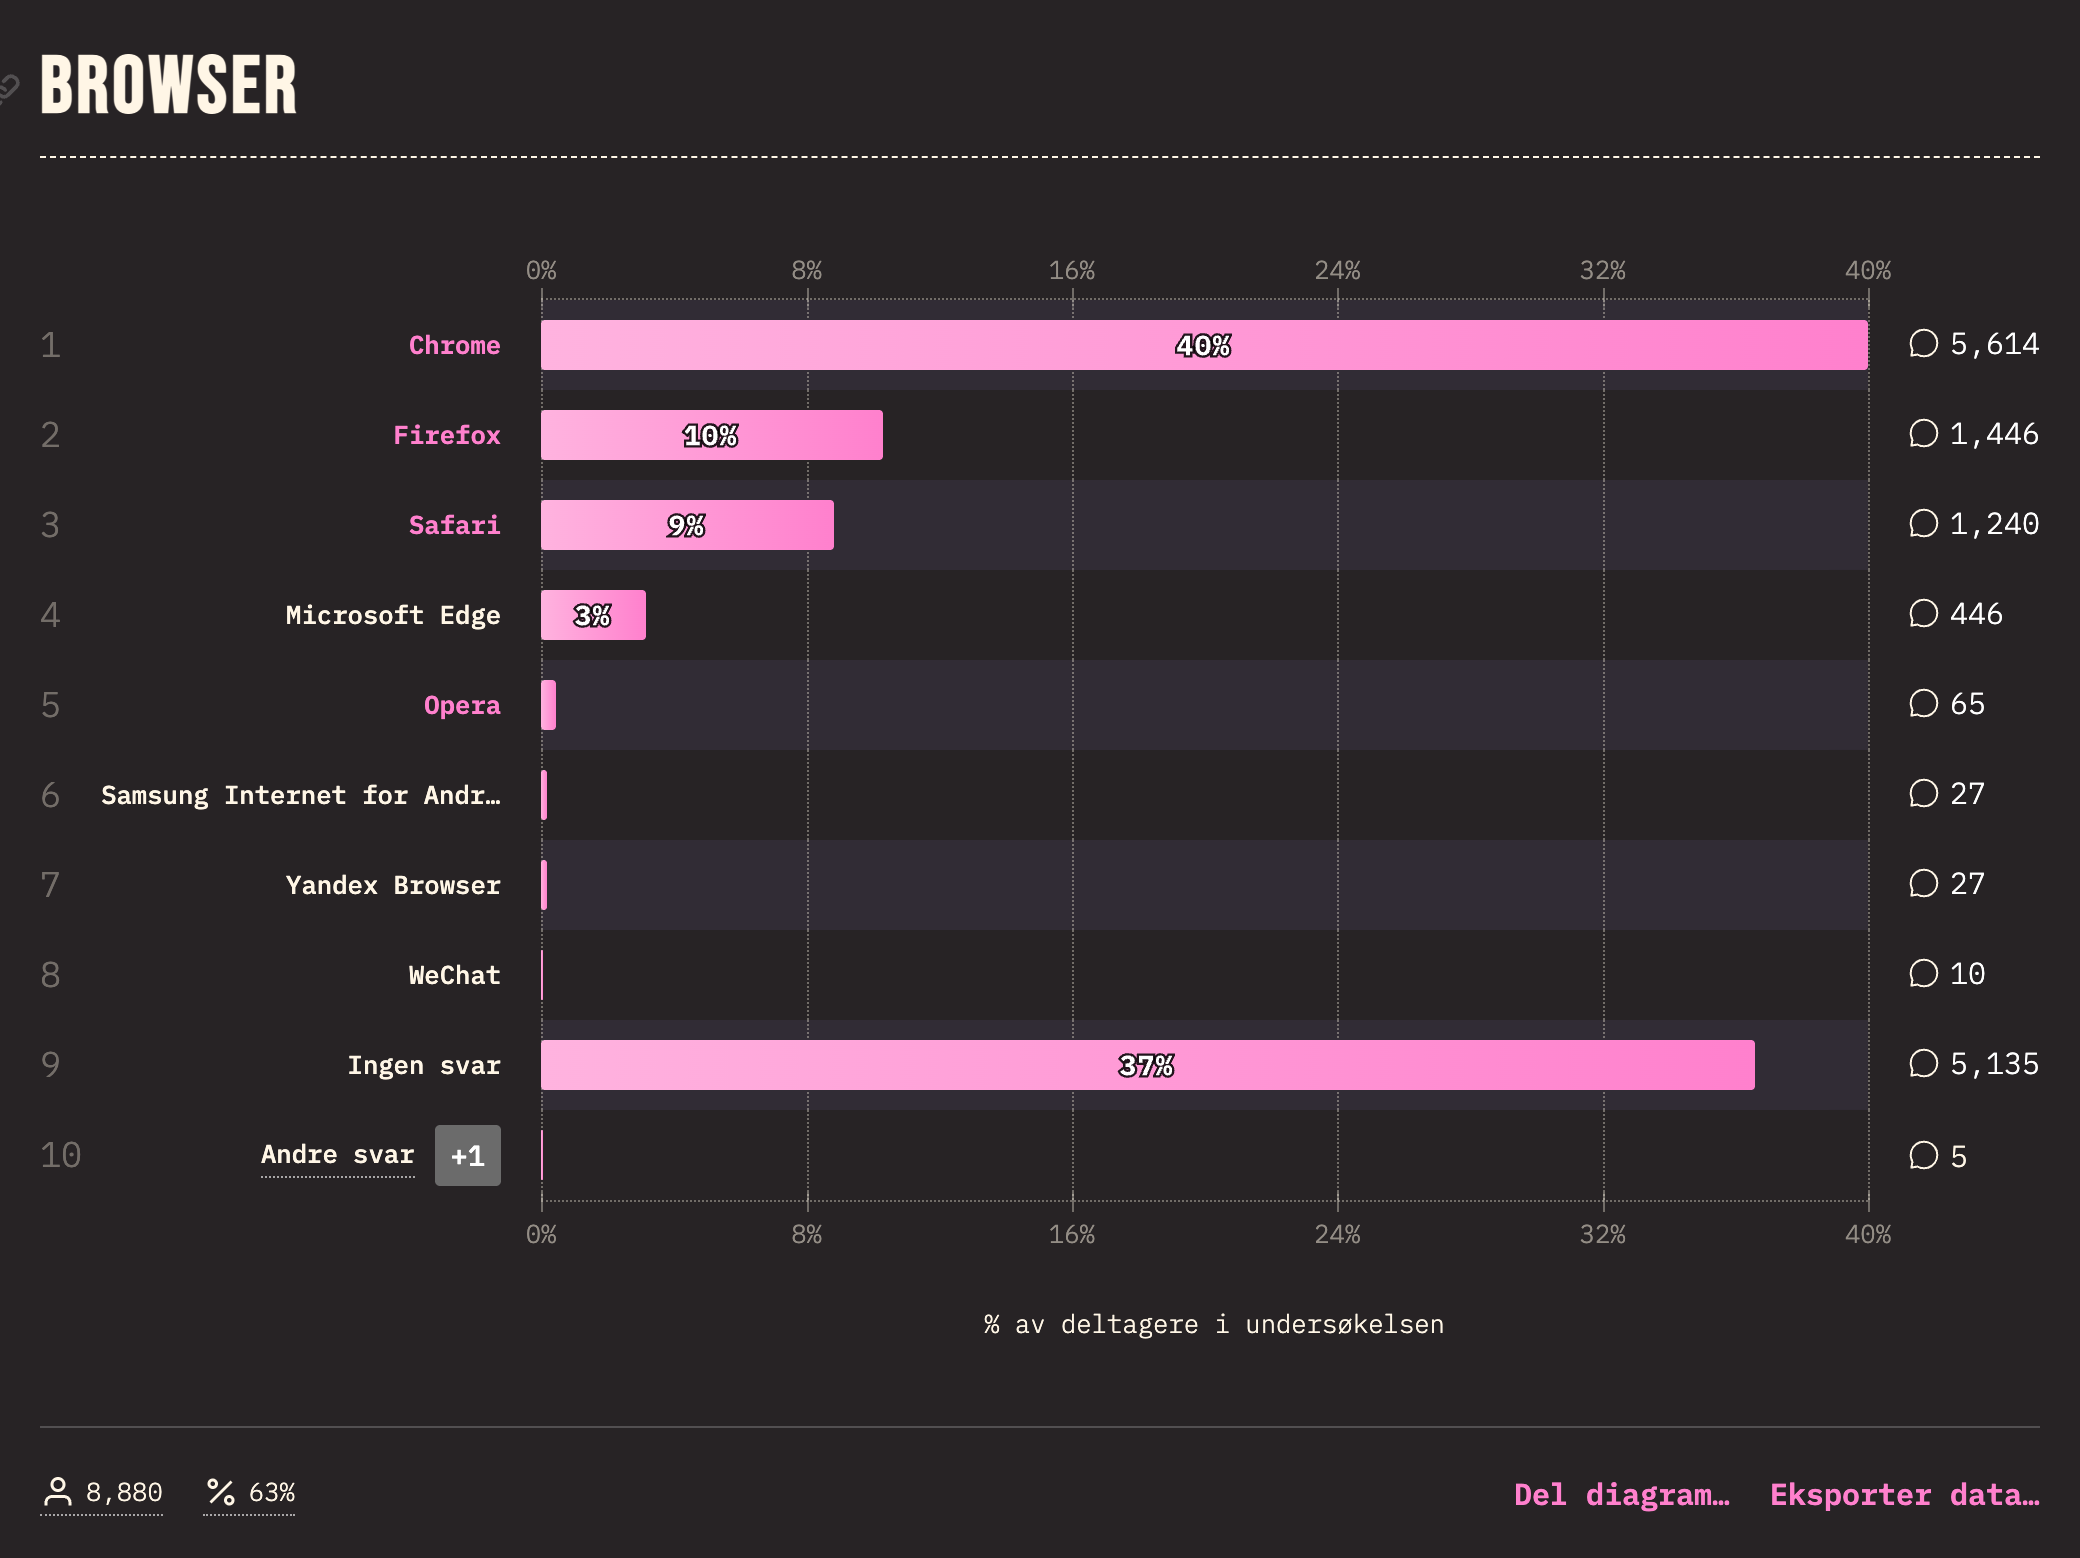 BROWSER
0% 8% 16% 24% 32% 40%
1 Chrome 40% 5,614
2 Firefox 10% 1,446
3 Safari 9% 1,240
4 Microsoft Edge 3% 446
5 Opera 65
6 Samsung Internet for Andr… 27
7 Yandex Browser 27
8 WeChat 10
9 Ingen svar 37% 5,135
10 Andre svar +1 5
0% 8% 16% 24% 32% 40%
% av deltagere i undersøkelsen
8,880 % 63% Del diagram… Eksporter data…